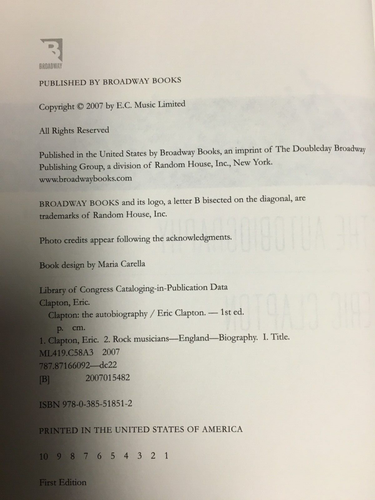 BROADWAY
PUBLISHED BY BROADWAY BOOKS
Copyright © 2007 by E.C. Music Limited
All Rights Reserved
Published in the United States by Broadway Books, an imprint of The Doubleday Broadway
Publishing Group, a division of Random House, Inc., New York.
www.broadwaybooks.com
BROADWAY BOOKS and its logo, a letter B bisected on the diagonal, are
trademarks of Random House, Inc.
Photo credits appear following the acknowledgments.
Book design by Maria Carella
Library of Congress Cataloging-in-Publication Data
Clapton, Eric.
Clapton: the autobiography / Eric Clapton. — 1st ed.
p. cm.
1. Clapton, Eric. 2. Rock musicians—England—Biography. I. Title.
ML419.C58A3 2007
787.87166092—dc22
[B] 2007015482
ISBN 978-0-385-51851-2
PRINTED IN THE UNITED STATES OF AMERICA
10 9 8 7 6 5 4 3 2 1
First Edition
THE AUTOBIOGRAPHY
ERIC CLAPTON